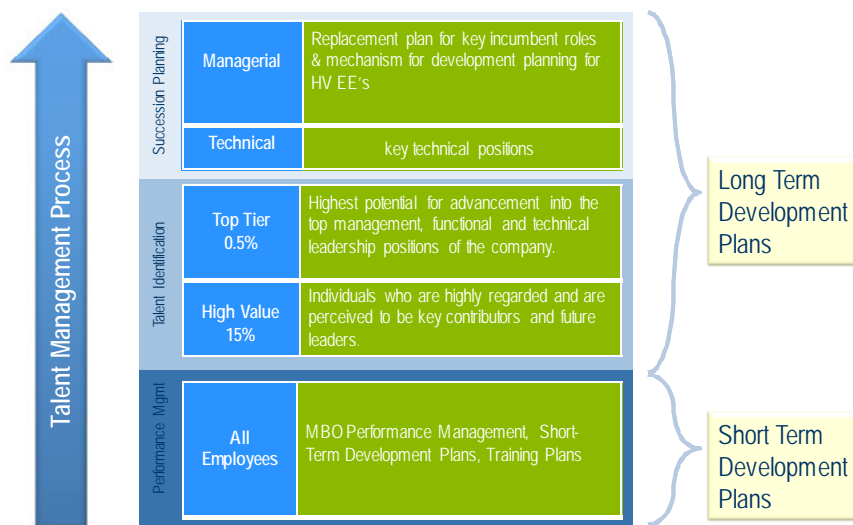 Talent Management Process
Succession Planning
Managerial
Replacement plan for key incumbent roles
& mechanism for development planning for
HV EE's
Technical
key technical positions
Talent Identification
Top Tier
0.5%
Highest potential for advancement into the
top management, functional and technical
leadership positions of the company.
High Value
15%
Individuals who are highly regarded and are
perceived to be key contributors and future
leaders.
Performance Mgmt
All
Employees
MBO Performance Management, Short-
Term Development Plans, Training Plans
Long Term
Development
Plans
Short Term
Development
Plans